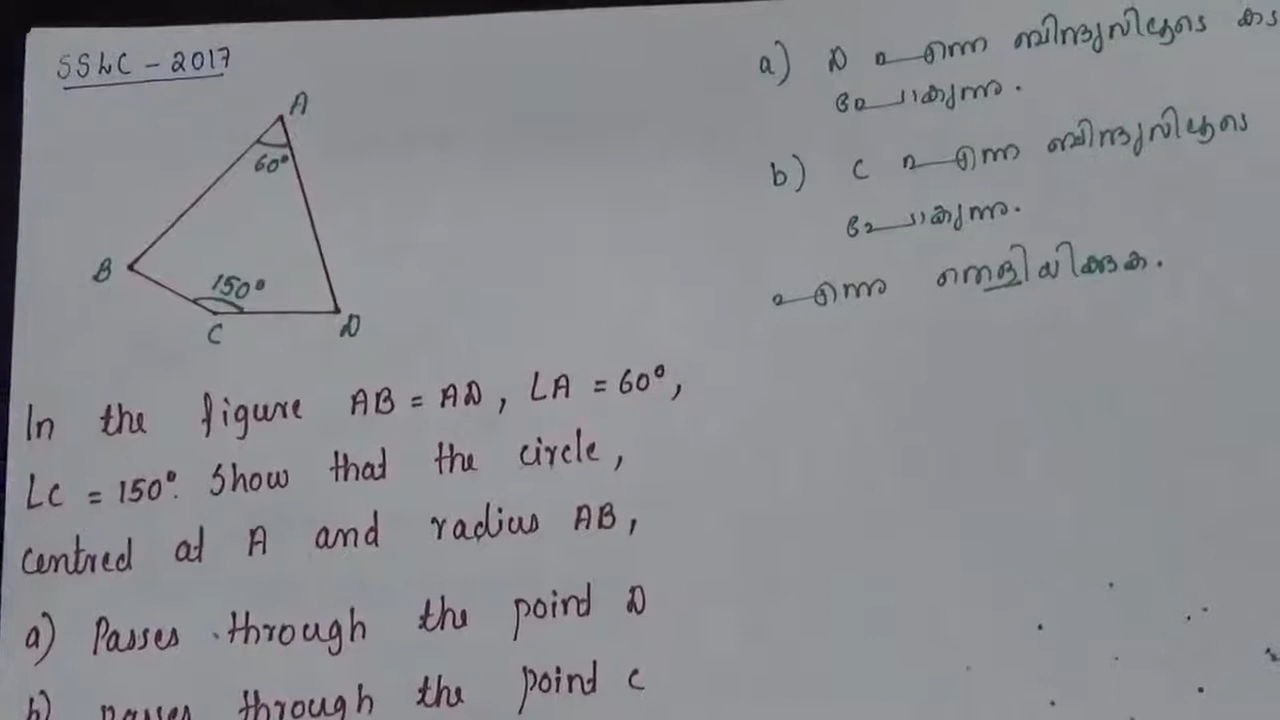 SSLC - 2017
A
60°
B
150°
C
D
In the figure AB = AD, ∠A = 60°,
∠C = 150°. Show that the circle,
centred at A and radius AB,
a) Passes through the point D
b) passes through the point C
a) D എന്ന ബിന്ദുവിലൂടെ
പോകുന്നു.
b) C എന്ന ബിന്ദുവിലൂടെ
പോകുന്നു.
എന്ന് തെളിയിക്കുക.